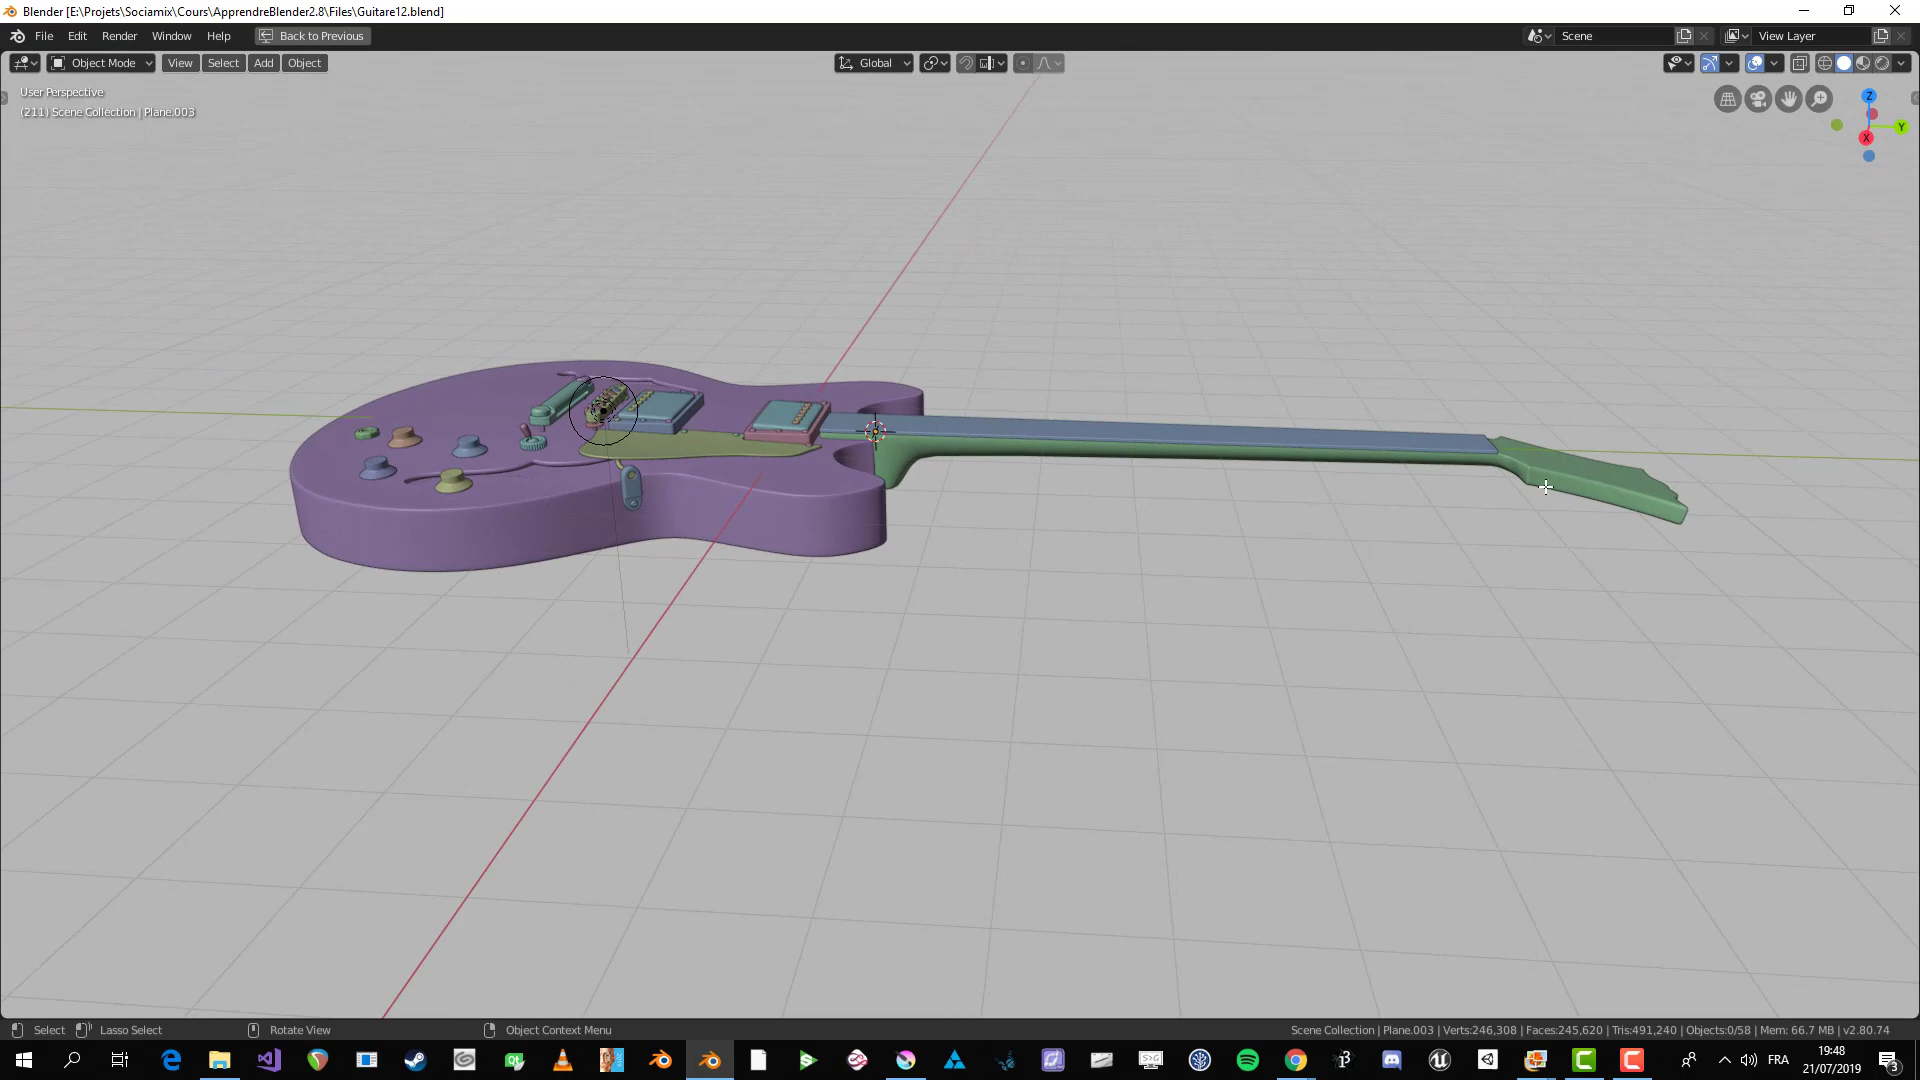 Blender [E:\Projets\Sociamix\Cours\ApprendreBlender2.8\Files\Guitare12.blend]
File Edit Render Window Help Back to Previous Scene View Layer
Object Mode View Select Add Object Global
User Perspective
(211) Scene Collection | Plane.003
Z
Y
X
Select Lasso Select Rotate View Object Context Menu Scene Collection | Plane.003 | Verts:246,308 | Faces:245,620 | Tris:491,240 | Objects:0/58 | Mem: 66.7 MB | v2.80.74
FRA
19:48
21/07/2019
3